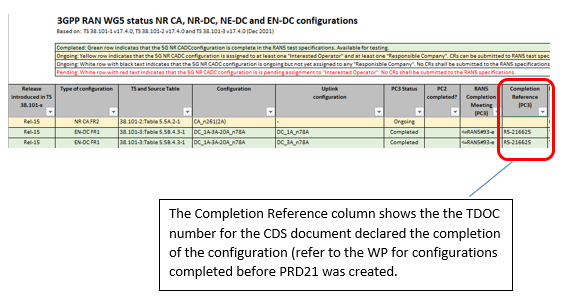 3GPP RAN WG5 status NR CA, NR-DC, NE-DC and EN-DC configurations
Based on: TS 38.101-1 v17.4.0, TS 38.101-2 v17.4.0 and TS 38.101-3 v17.4.0 (Dec 2021)
Completed: Green row indicates that the 5G NR CADCconfiguration is complete in the RAN5 test specifications. Available for testing.
Ongoing: Yellow row indicates that the 5G NR CADC configuration is assigned to at least one "Interested Operator" and at least one "Responsible Company". CRs can be submitted to RAN5 test spec
Ongoing: White row with black text indicates that the 5G NR CADC configuration is ongoing but not yet assigned to any "Responsible Company". No CRs shall be submitted to the RAN5 specifications
Pending: White row with red text indicates that the 5G NR CADC configuration is is pending assignment to "Interested Operator". No CRs shall be submitted to the RAN5 specifications.
Release introduced in TS 38.101-x Type of configuration TS and Source Table Configuration Uplink configuration PC3 Status PC2 completed? RAN5 Completion Meeting (PC3) Completion Reference (PC3)
Rel-15 NR CA FR2 38.101-2:Table 5.5A.2-1 CA_n261(2A) - Ongoing
Rel-15 EN-DC FR1 38.101-3:Table 5.5B.4.3-1 DC_1A-3A-20A_n78A DC_1A_n78A Completed RAN5#93-e R5-216625
Rel-15 EN-DC FR1 38.101-3:Table 5.5B.4.3-1 DC_1A-3A-20A_n78A DC_3A_n78A Completed RAN5#93-e R5-216625
The Completion Reference column shows the the TDOC
number for the CDS document declared the completion
of the configuration (refer to the WP for configurations
completed before PRD21 was created.